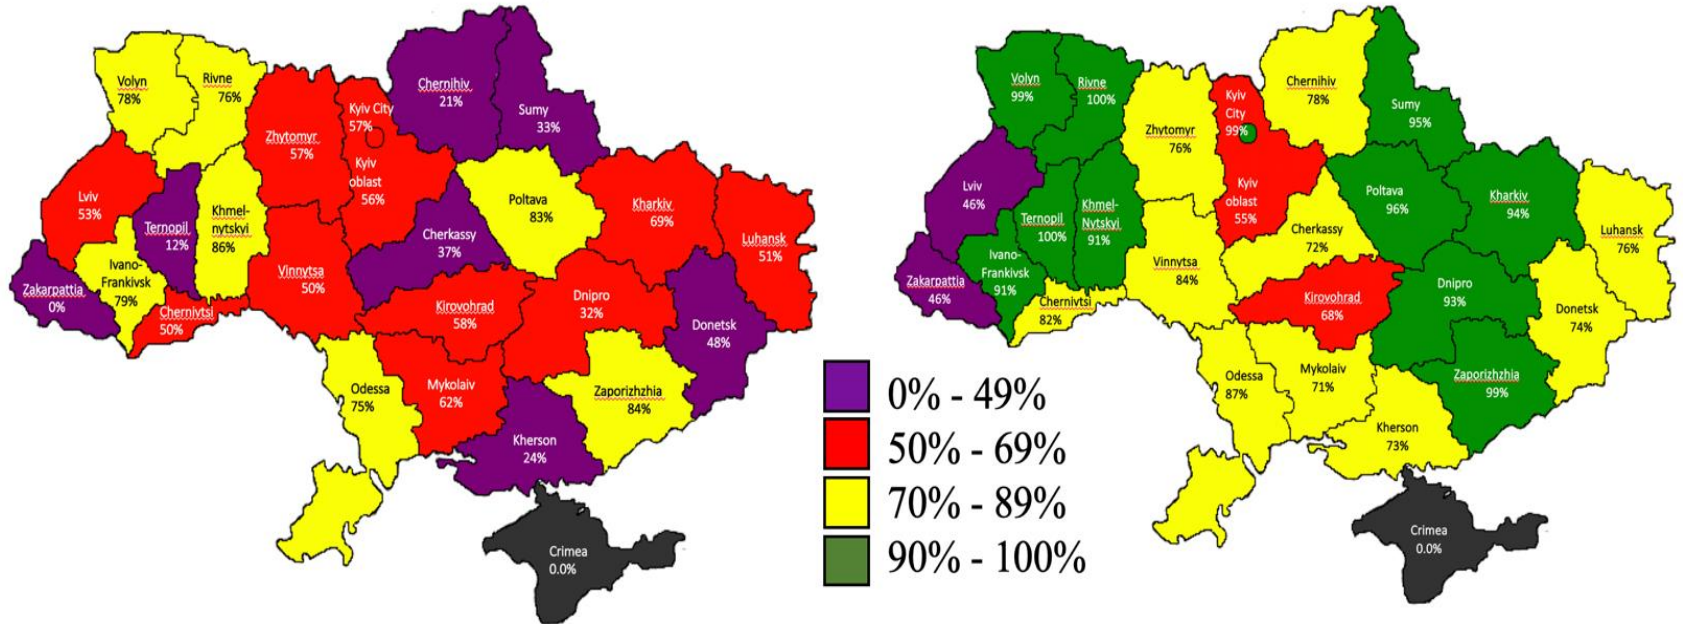 Volyn
78%
Rivne
76%
Zhytomyr
57%
Kyiv City
57%
Kyiv
oblast
56%
Chernihiv
21%
Sumy
33%
Lviv
53%
Ternopil
12%
Khmel-
nytskyi
86%
Cherkassy
37%
Poltava
83%
Kharkiv
69%
Luhansk
51%
Zakarpattia
0%
Ivano-
Frankivsk
79%
Chernivtsi
50%
Vinnytsa
50%
Kirovohrad
58%
Dnipro
32%
Donetsk
48%
Odessa
75%
Mykolaiv
62%
Zaporizhzhia
84%
Kherson
24%
Crimea
0.0%
0% - 49%
50% - 69%
70% - 89%
90% - 100%
Volyn
99%
Rivne
100%
Zhytomyr
76%
Kyiv
City
99%
Kyiv
oblast
55%
Chernihiv
78%
Sumy
95%
Lviv
46%
Ternopil
100%
Khmel-
Nytskyi
91%
Cherkassy
72%
Poltava
96%
Kharkiv
94%
Luhansk
76%
Zakarpattia
46%
Ivano-
Frankivsk
91%
Chernivtsi
82%
Vinnytsa
84%
Kirovohrad
68%
Dnipro
93%
Donetsk
74%
Odessa
87%
Mykolaiv
71%
Zaporizhzhia
99%
Kherson
73%
Crimea
0.0%